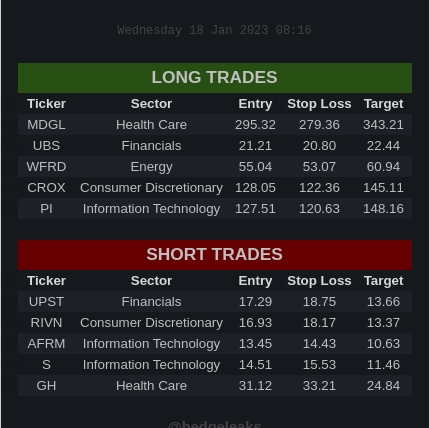 Wednesday 18 Jan 2023 08:16
LONG TRADES
Ticker Sector Entry Stop Loss Target
MDGL Health Care 295.32 279.36 343.21
UBS Financials 21.21 20.80 22.44
WFRD Energy 55.04 53.07 60.94
CROX Consumer Discretionary 128.05 122.36 145.11
PI Information Technology 127.51 120.63 148.16
SHORT TRADES
Ticker Sector Entry Stop Loss Target
UPST Financials 17.29 18.75 13.66
RIVN Consumer Discretionary 16.93 18.17 13.37
AFRM Information Technology 13.45 14.43 10.63
S Information Technology 14.51 15.53 11.46
GH Health Care 31.12 33.21 24.84
@hedgeleaks